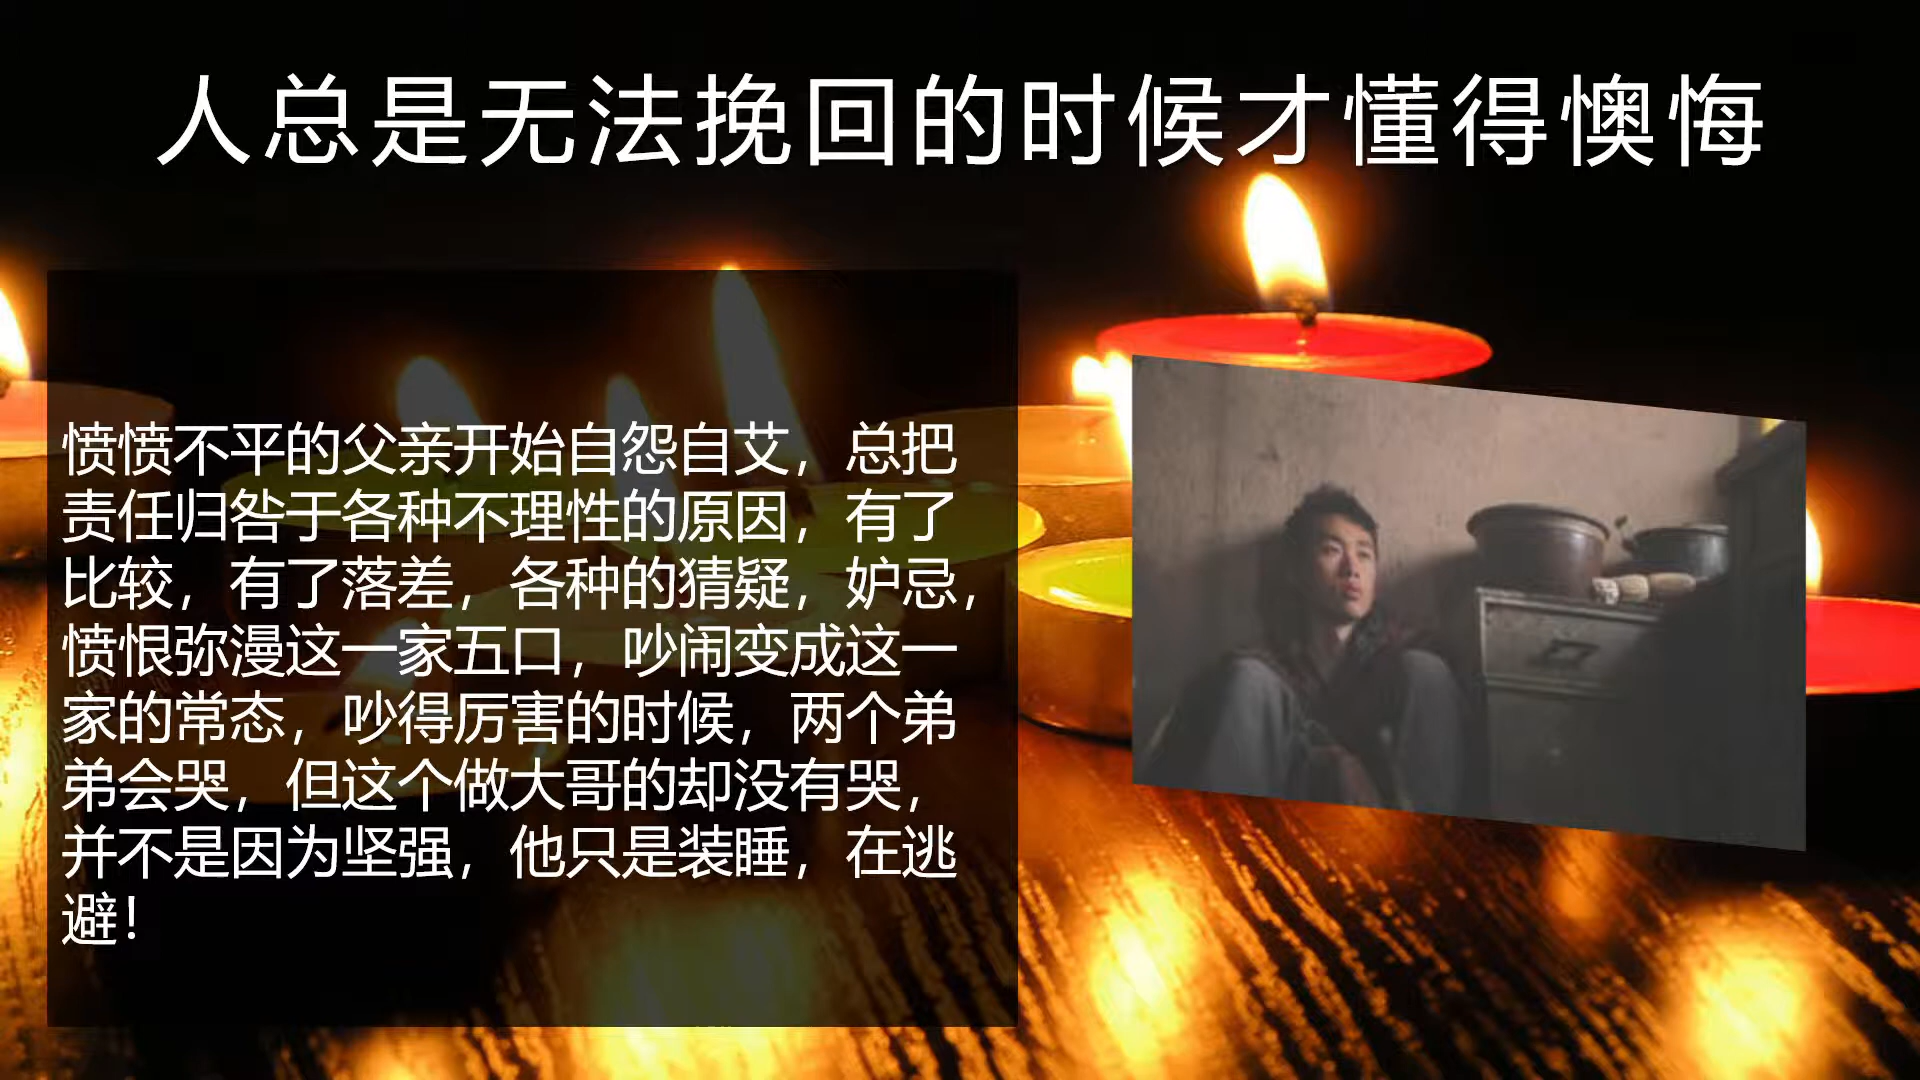 人总是无法挽回的时候才懂得懊悔
愤愤不平的父亲开始自怨自艾，总把
责任归咎于各种不理性的原因，有了
比较，有了落差，各种的猜疑，妒忌，
愤恨弥漫这一家五口，吵闹变成这一
家的常态，吵得厉害的时候，两个弟
弟会哭，但这个做大哥的却没有哭，
并不是因为坚强，他只是装睡，在逃
避！